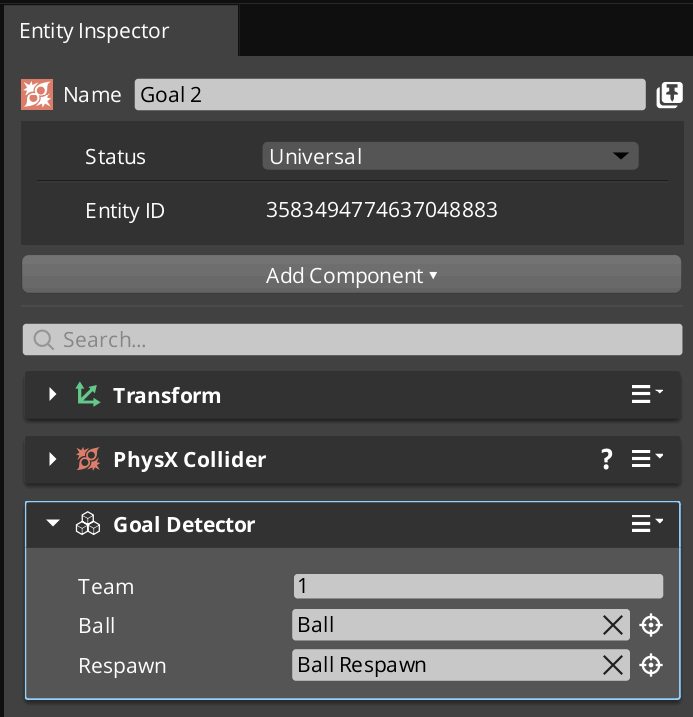 Entity Inspector
Name Goal 2
Status Universal
Entity ID 3583494774637048883
Add Component
Search...
Transform
PhysX Collider ?
Goal Detector
Team 1
Ball Ball
Respawn Ball Respawn